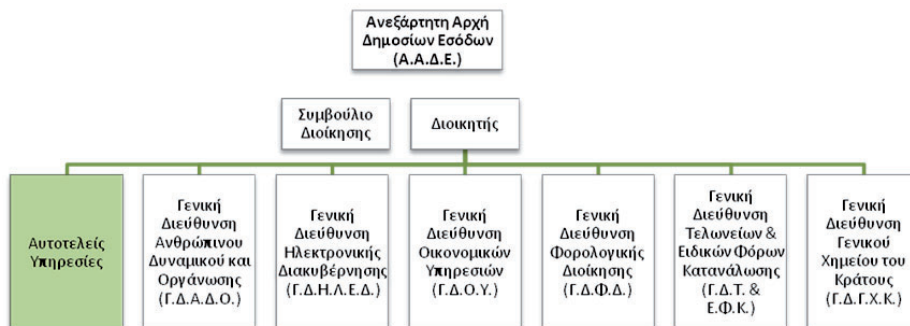 Ανεξάρτητη Αρχή
Δημοσίων Εσόδων
(Α.Α.Δ.Ε.)
Συμβούλιο
Διοίκησης
Διοικητής
Αυτοτελείς
Υπηρεσίες
Γενική
Διεύθυνση
Ανθρώπινου
Δυναμικού και
Οργάνωσης
(Γ.Δ.Α.Δ.Ο.)
Γενική
Διεύθυνση
Ηλεκτρονικής
Διακυβέρνησης
(Γ.Δ.Η.Λ.Ε.Δ.)
Γενική
Διεύθυνση
Οικονομικών
Υπηρεσιών
(Γ.Δ.Ο.Υ.)
Γενική
Διεύθυνση
Φορολογικής
Διοίκησης
(Γ.Δ.Φ.Δ.)
Γενική
Διεύθυνση
Τελωνείων &
Ειδικών Φόρων
Κατανάλωσης
(Γ.Δ.Τ. &
Ε.Φ.Κ.)
Γενική
Διεύθυνση
Γενικού
Χημείου του
Κράτους
(Γ.Δ.Γ.Χ.Κ.)